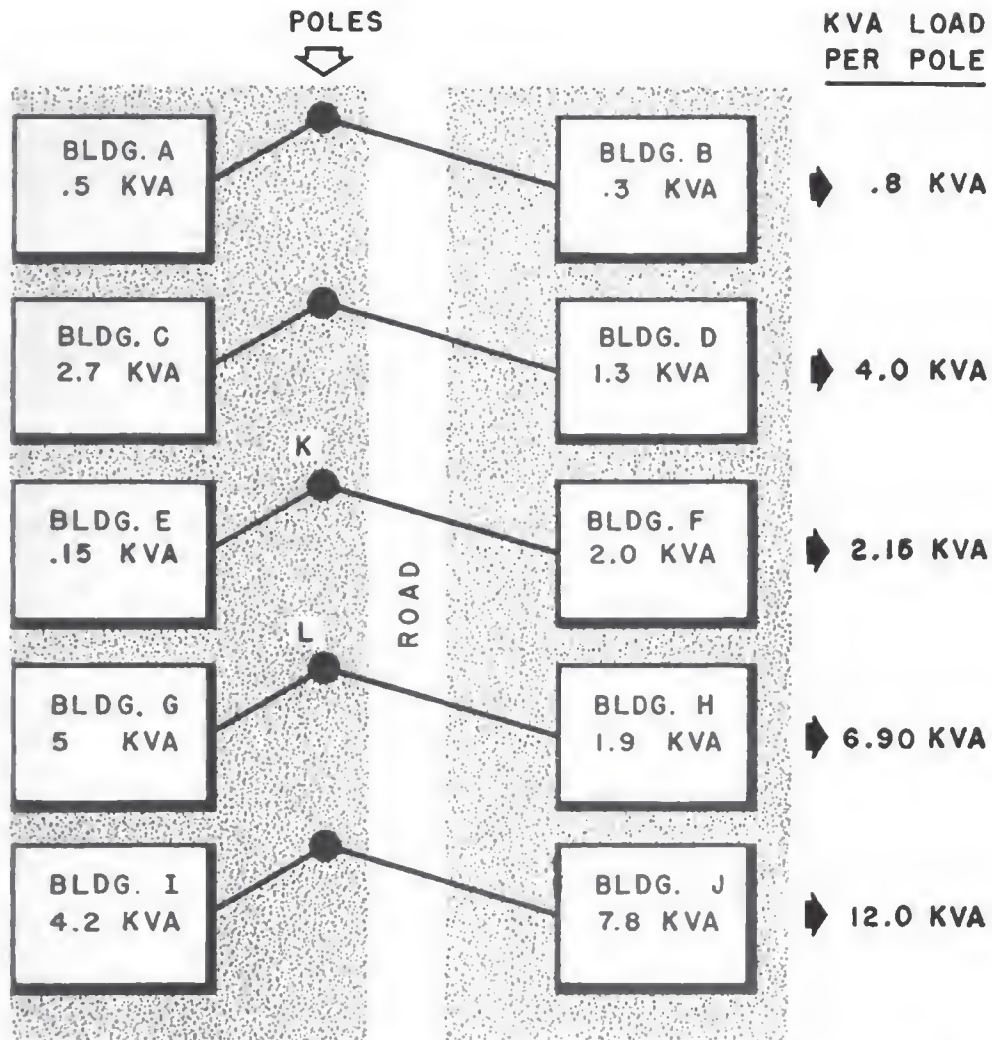 POLES
KVA LOAD
PER POLE
BLDG. A
.5 KVA
BLDG. B
.3 KVA
.8 KVA
BLDG. C
2.7 KVA
BLDG. D
1.3 KVA
4.0 KVA
K
BLDG. E
.15 KVA
BLDG. F
2.0 KVA
2.15 KVA
ROAD
L
BLDG. G
5 KVA
BLDG. H
1.9 KVA
6.90 KVA
BLDG. I
4.2 KVA
BLDG. J
7.8 KVA
12.0 KVA